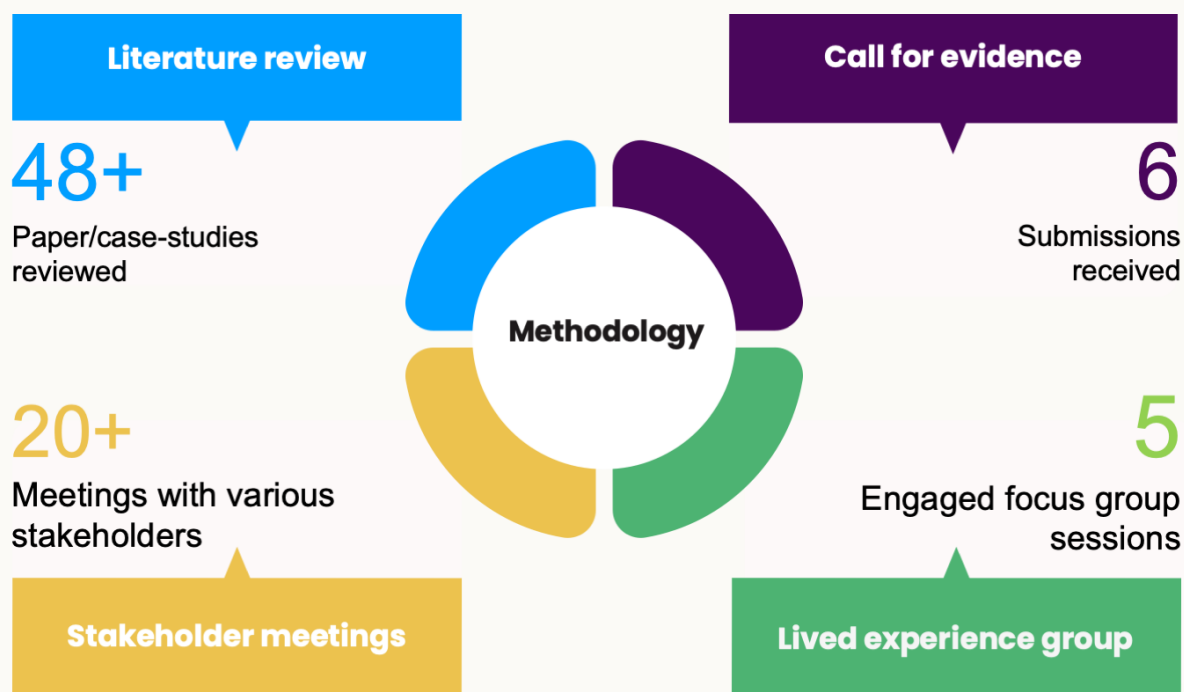 Literature review
48+
Paper/case-studies
reviewed
Call for evidence
6
Submissions
received
Methodology
20+
Meetings with various
stakeholders
Stakeholder meetings
5
Engaged focus group
sessions
Lived experience group